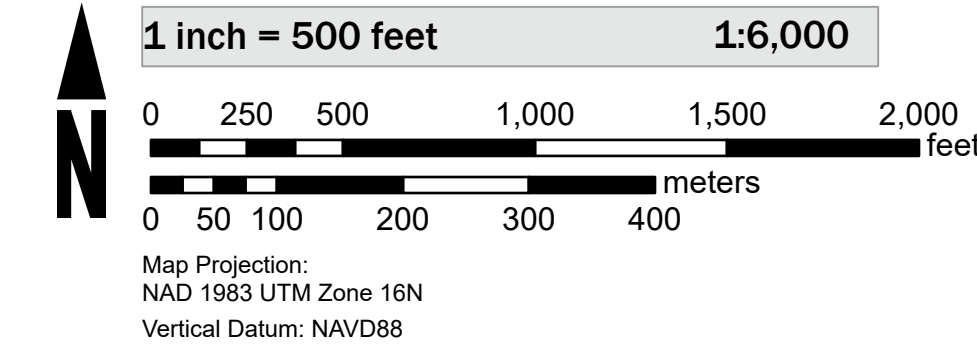 1 inch = 500 feet 1:6,000
0 250 500 1,000 1,500 2,000
feet
meters
0 50 100 200 300 400
N
Map Projection:
NAD 1983 UTM Zone 16N
Vertical Datum: NAVD88